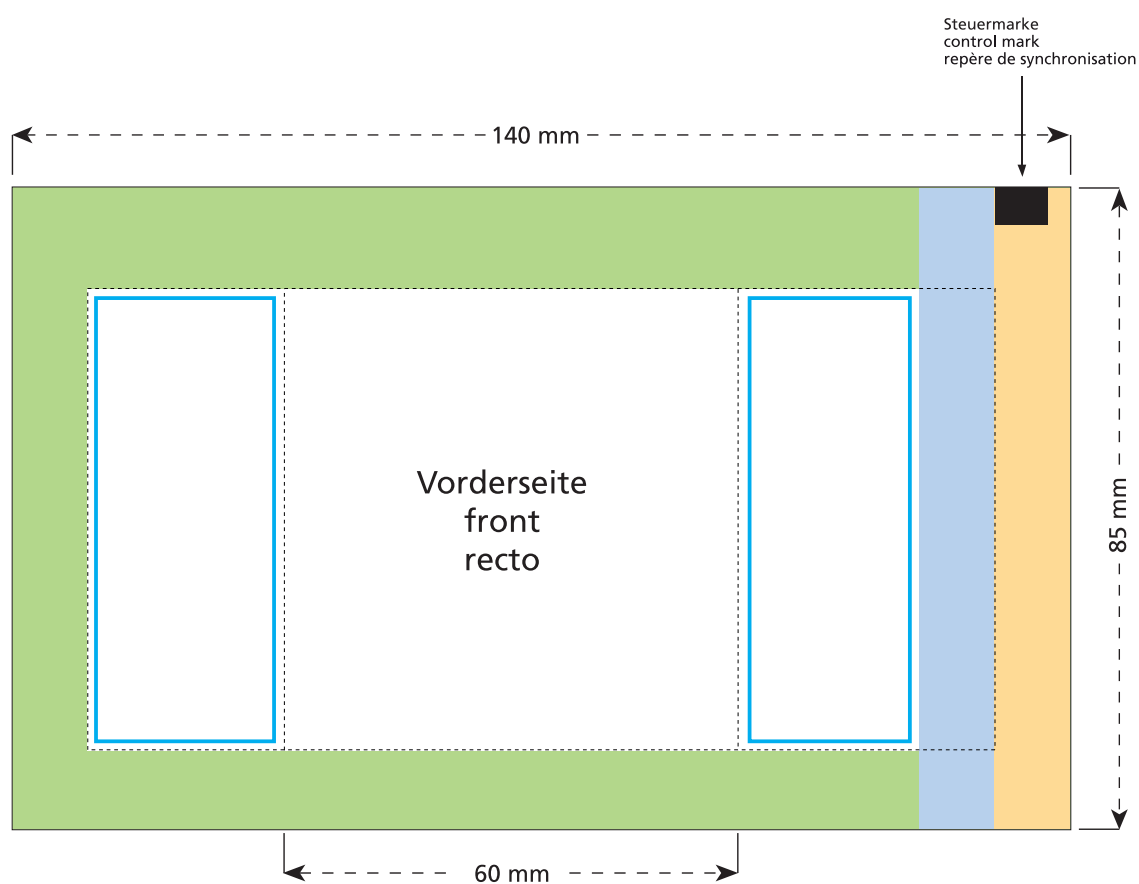 Steuermarke
control mark
repère de synchronisation
140 mm
Vorderseite
front
recto
85 mm
60 mm